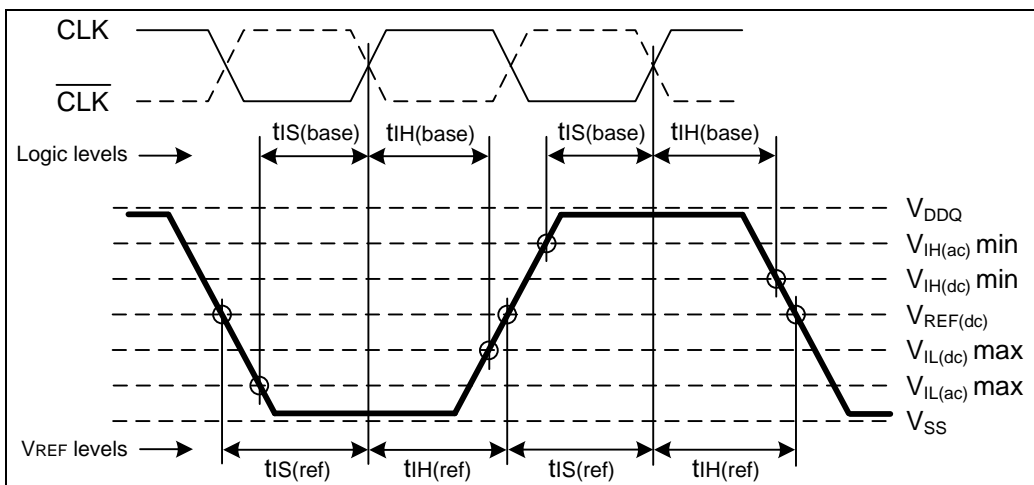 CLK
CLK
tIS(base) tIH(base) tIS(base) tIH(base)
Logic levels
VDDQ
VIH(ac) min
VIH(dc) min
VREF(dc)
VIL(dc) max
VIL(ac) max
VSS
VREF levels
tIS(ref) tIH(ref) tIS(ref) tIH(ref)